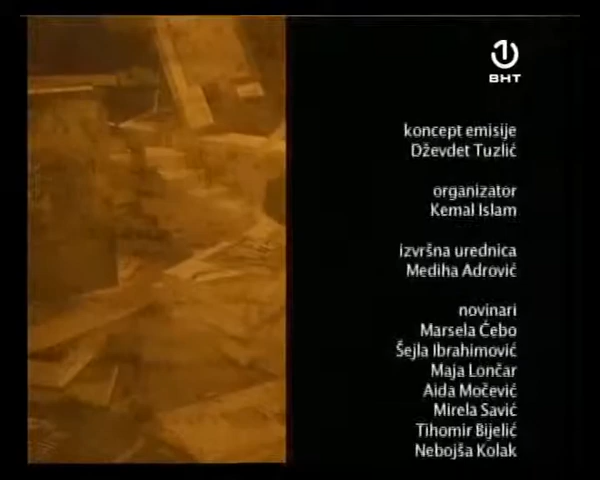 1
BHT
koncept emisije
Dževdet Tuzlić
organizator
Kemal Islam
izvršna urednica
Mediha Adrović
novinari
Marsela Čebo
Šejla Ibrahimović
Maja Lončar
Aida Močević
Mirela Savić
Tihomir Bijelić
Nebojša Kolak